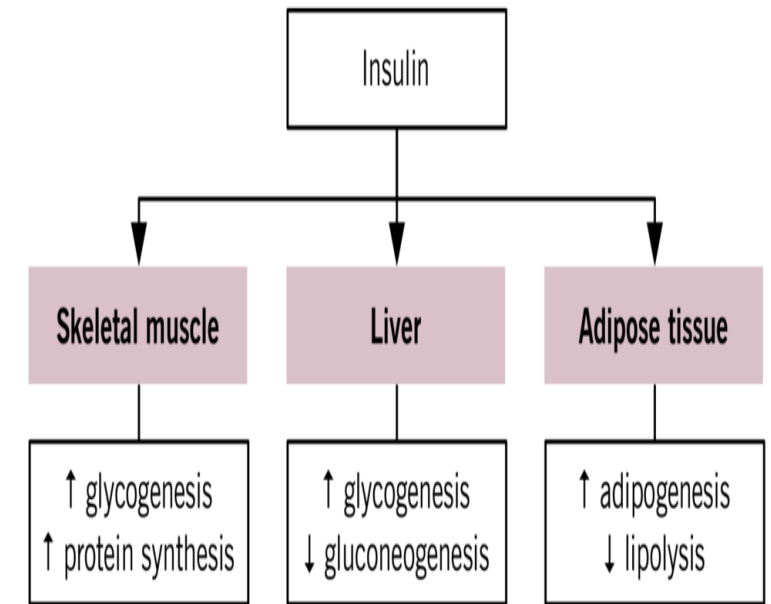 Insulin
Skeletal muscle
Liver
Adipose tissue
↑ glycogenesis
↑ protein synthesis
↑ glycogenesis
↓ gluconeogenesis
↑ adipogenesis
↓ lipolysis